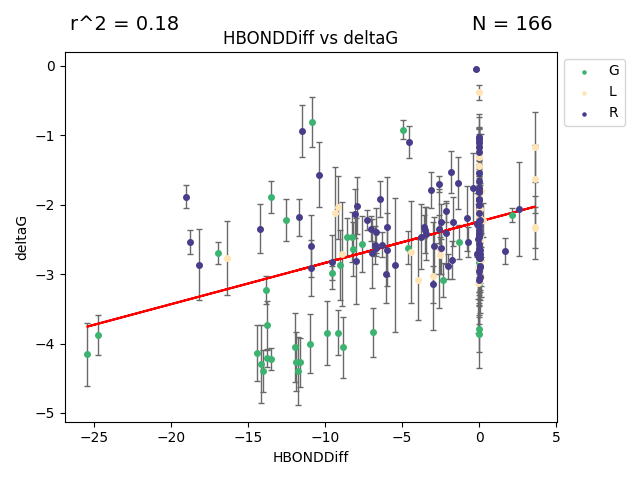 r^2 = 0.18
N = 166
HBONDDiff vs deltaG
G
L
R
deltaG
0
−1
−2
−3
−4
−5
−25
−20
−15
−10
−5
0
5
HBONDDiff